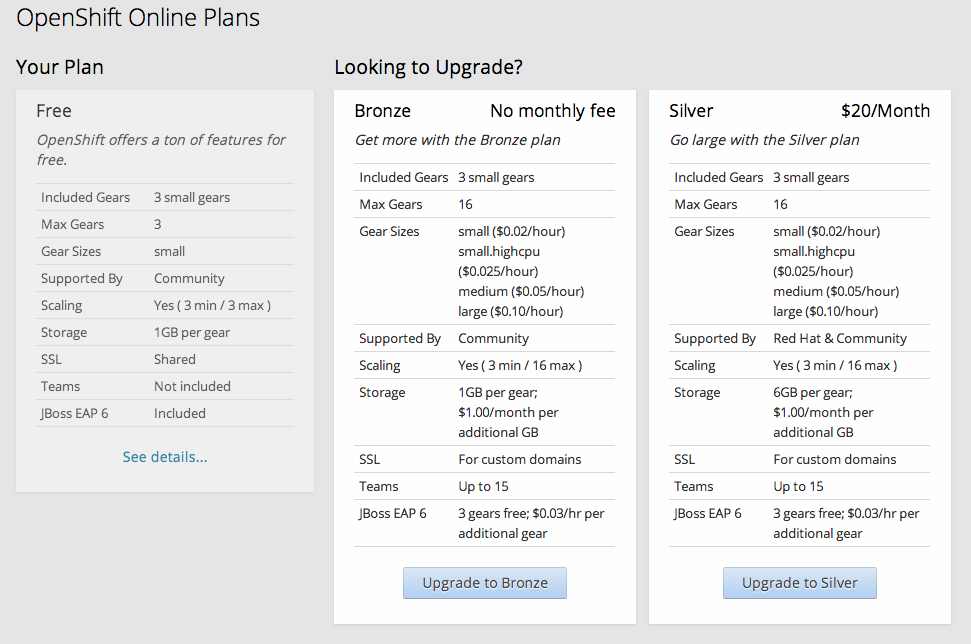 OpenShift Online Plans
Your Plan
Free
OpenShift offers a ton of features for
free.
Included Gears 3 small gears
Max Gears 3
Gear Sizes small
Supported By Community
Scaling Yes ( 3 min / 3 max )
Storage 1GB per gear
SSL Shared
Teams Not included
JBoss EAP 6 Included
See details...
Looking to Upgrade?
Bronze No monthly fee
Get more with the Bronze plan
Included Gears 3 small gears
Max Gears 16
Gear Sizes small ($0.02/hour)
small.highcpu
($0.025/hour)
medium ($0.05/hour)
large ($0.10/hour)
Supported By Community
Scaling Yes ( 3 min / 16 max )
Storage 1GB per gear;
$1.00/month per
additional GB
SSL For custom domains
Teams Up to 15
JBoss EAP 6 3 gears free; $0.03/hr per
additional gear
Upgrade to Bronze
Silver $20/Month
Go large with the Silver plan
Included Gears 3 small gears
Max Gears 16
Gear Sizes small ($0.02/hour)
small.highcpu
($0.025/hour)
medium ($0.05/hour)
large ($0.10/hour)
Supported By Red Hat & Community
Scaling Yes ( 3 min / 16 max )
Storage 6GB per gear;
$1.00/month per
additional GB
SSL For custom domains
Teams Up to 15
JBoss EAP 6 3 gears free; $0.03/hr per
additional gear
Upgrade to Silver